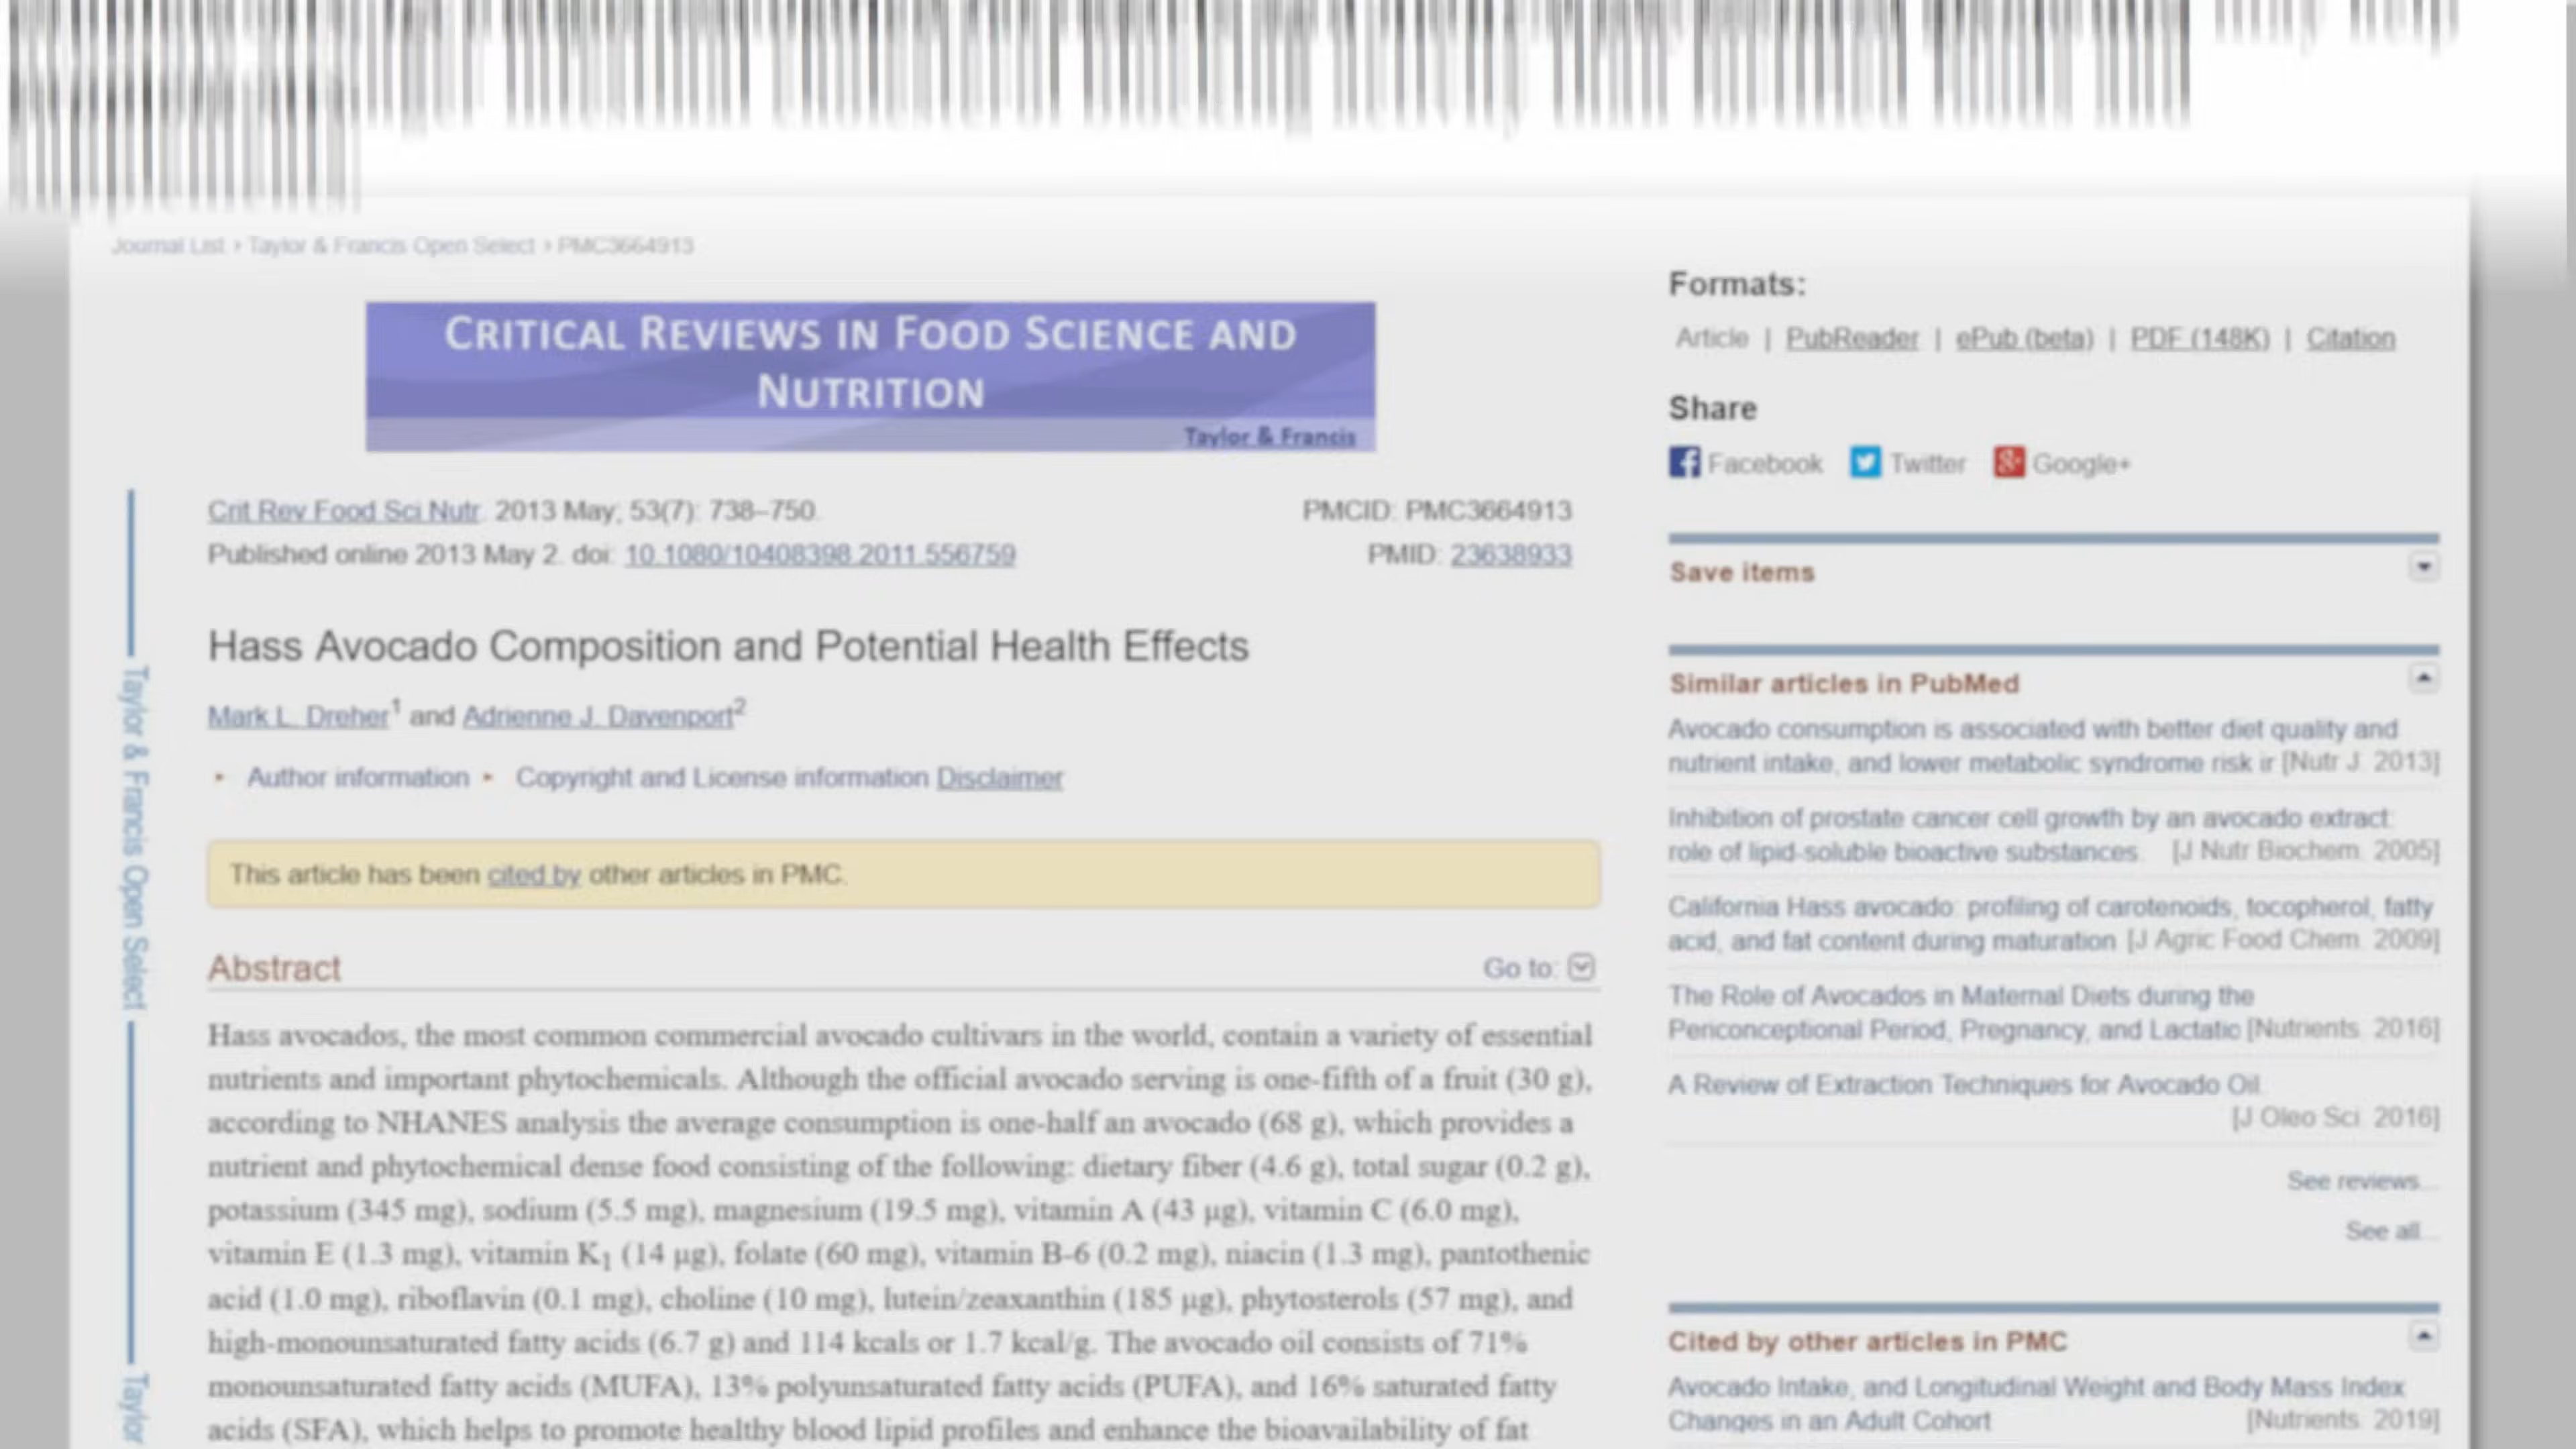 Journal List › Taylor & Francis Open Select › PMC3664913
CRITICAL REVIEWS IN FOOD SCIENCE AND
NUTRITION
Taylor & Francis
Crit Rev Food Sci Nutr. 2013 May; 53(7): 738–750.
Published online 2013 May 2. doi: 10.1080/10408398.2011.556759
PMCID: PMC3664913
PMID: 23638933
Hass Avocado Composition and Potential Health Effects
Mark L. Dreher1 and Adrienne J. Davenport2
Author information ▸ Copyright and License information Disclaimer
This article has been cited by other articles in PMC.
Abstract
Go to:
Hass avocados, the most common commercial avocado cultivars in the world, contain a variety of essential
nutrients and important phytochemicals. Although the official avocado serving is one-fifth of a fruit (30 g),
according to NHANES analysis the average consumption is one-half an avocado (68 g), which provides a
nutrient and phytochemical dense food consisting of the following: dietary fiber (4.6 g), total sugar (0.2 g),
potassium (345 mg), sodium (5.5 mg), magnesium (19.5 mg), vitamin A (43 µg), vitamin C (6.0 mg),
vitamin E (1.3 mg), vitamin K1 (14 µg), folate (60 mg), vitamin B-6 (0.2 mg), niacin (1.3 mg), pantothenic
acid (1.0 mg), riboflavin (0.1 mg), choline (10 mg), lutein/zeaxanthin (185 µg), phytosterols (57 mg), and
high-monounsaturated fatty acids (6.7 g) and 114 kcals or 1.7 kcal/g. The avocado oil consists of 71%
monounsaturated fatty acids (MUFA), 13% polyunsaturated fatty acids (PUFA), and 16% saturated fatty
acids (SFA), which helps to promote healthy blood lipid profiles and enhance the bioavailability of fat
Taylor & Francis Open Select
Taylor
Formats:
Article | PubReader | ePub (beta) | PDF (148K) | Citation
Share
Facebook Twitter Google+
Save items
Similar articles in PubMed
Avocado consumption is associated with better diet quality and
nutrient intake, and lower metabolic syndrome risk ir [Nutr J. 2013]
Inhibition of prostate cancer cell growth by an avocado extract:
role of lipid-soluble bioactive substances. [J Nutr Biochem. 2005]
California Hass avocado: profiling of carotenoids, tocopherol, fatty
acid, and fat content during maturation [J Agric Food Chem. 2009]
The Role of Avocados in Maternal Diets during the
Periconceptional Period, Pregnancy, and Lactatic [Nutrients. 2016]
A Review of Extraction Techniques for Avocado Oil.
[J Oleo Sci. 2016]
See reviews...
See all...
Cited by other articles in PMC
Avocado Intake, and Longitudinal Weight and Body Mass Index
Changes in an Adult Cohort [Nutrients. 2019]